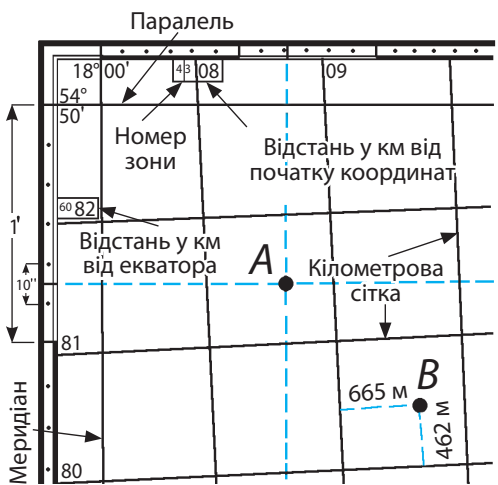 Паралель
18° 00'
43 08
09
54°
50'
Номер
зони
Відстань у км від
початку координат
60 82
1'
Відстань у км
від екватора
A
Кілометрова
сітка
10"
81
665 м
B
462 м
Меридіан
80